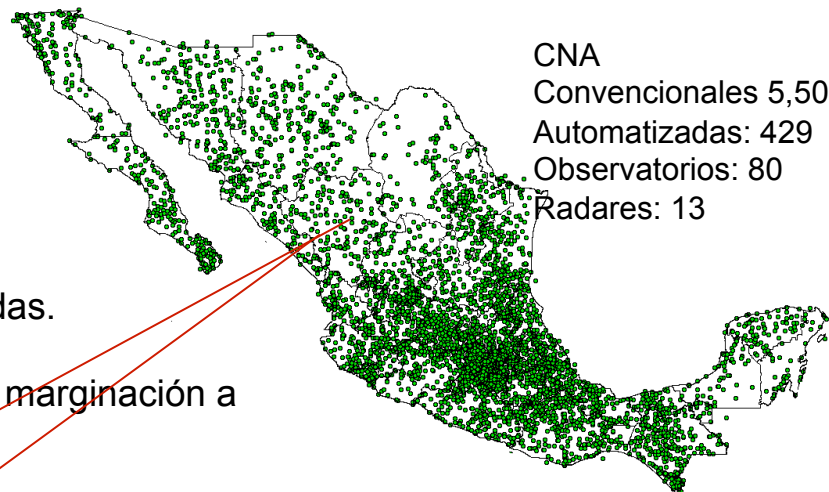 CNA
Convencionales 5,50
Automatizadas: 429
Observatorios: 80
Radares: 13
das.
marginación a